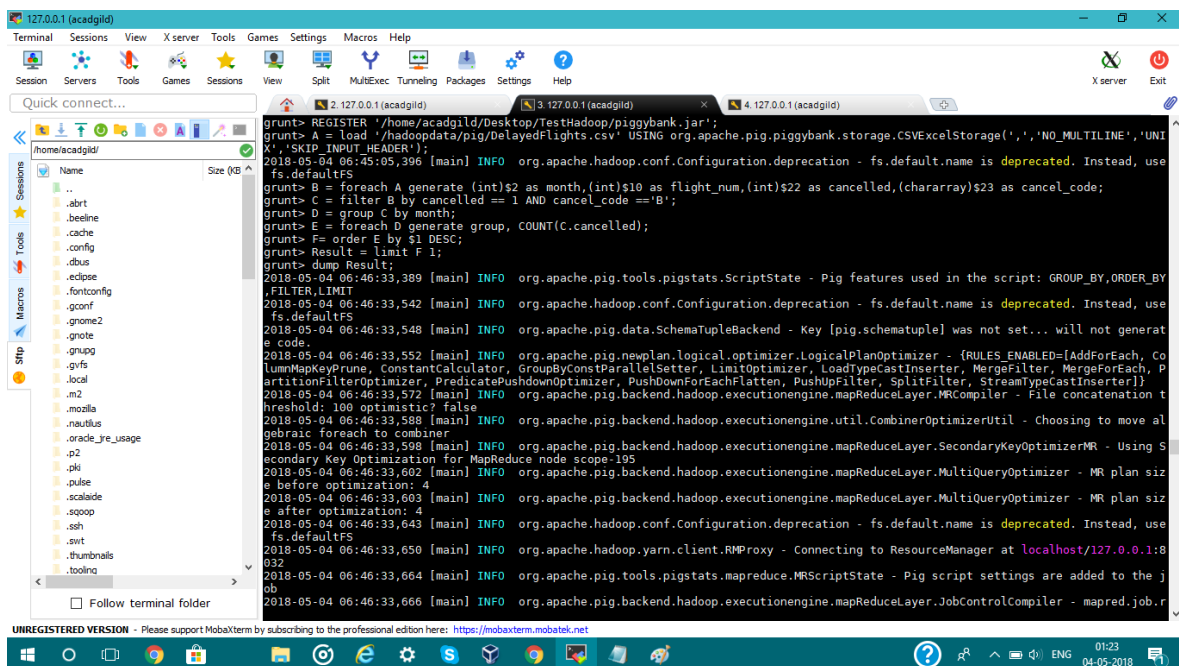 127.0.0.1 (acadgild)
Terminal Sessions View X server Tools Games Settings Macros Help
Session Servers Tools Games Sessions View Split MultiExec Tunneling Packages Settings Help X server Exit
Quick connect...
2. 127.0.0.1 (acadgild) 3. 127.0.0.1 (acadgild) 4. 127.0.0.1 (acadgild)
Sessions
Tools
Macros
Sftp
/home/acadgild/
Name Size (KB
..
.abrt
.beeline
.cache
.config
.dbus
.eclipse
.fontconfig
.gconf
.gnome2
.gnote
.gnupg
.gvfs
.local
.m2
.mozilla
.nautilus
.oracle_jre_usage
.p2
.pki
.pulse
.scalaide
.sqoop
.ssh
.swt
.thumbnails
.tooling
Follow terminal folder
grunt> REGISTER '/home/acadgild/Desktop/TestHadoop/piggybank.jar';
grunt> A = load '/hadoopdata/pig/DelayedFlights.csv' USING org.apache.pig.piggybank.storage.CSVExcelStorage(',','NO_MULTILINE','UNI
X','SKIP_INPUT_HEADER');
2018-05-04 06:45:05,396 [main] INFO  org.apache.hadoop.conf.Configuration.deprecation - fs.default.name is deprecated. Instead, use
 fs.defaultFS
grunt> B = foreach A generate (int)$2 as month,(int)$10 as flight_num,(int)$22 as cancelled,(chararray)$23 as cancel_code;
grunt> C = filter B by cancelled == 1 AND cancel_code =='B';
grunt> D = group C by month;
grunt> E = foreach D generate group, COUNT(C.cancelled);
grunt> F= order E by $1 DESC;
grunt> Result = limit F 1;
grunt> dump Result;
2018-05-04 06:46:33,389 [main] INFO  org.apache.pig.tools.pigstats.ScriptState - Pig features used in the script: GROUP_BY,ORDER_BY
,FILTER,LIMIT
2018-05-04 06:46:33,542 [main] INFO  org.apache.hadoop.conf.Configuration.deprecation - fs.default.name is deprecated. Instead, use
 fs.defaultFS
2018-05-04 06:46:33,548 [main] INFO  org.apache.pig.data.SchemaTupleBackend - Key [pig.schematuple] was not set... will not generat
e code.
2018-05-04 06:46:33,552 [main] INFO  org.apache.pig.newplan.logical.optimizer.LogicalPlanOptimizer - {RULES_ENABLED=[AddForEach, Co
lumnMapKeyPrune, ConstantCalculator, GroupByConstParallelSetter, LimitOptimizer, LoadTypeCastInserter, MergeFilter, MergeForEach, P
artitionFilterOptimizer, PredicatePushdownOptimizer, PushDownForEachFlatten, PushUpFilter, SplitFilter, StreamTypeCastInserter]}
2018-05-04 06:46:33,572 [main] INFO  org.apache.pig.backend.hadoop.executionengine.mapReduceLayer.MRCompiler - File concatenation t
hreshold: 100 optimistic? false
2018-05-04 06:46:33,588 [main] INFO  org.apache.pig.backend.hadoop.executionengine.util.CombinerOptimizerUtil - Choosing to move al
gebraic foreach to combiner
2018-05-04 06:46:33,598 [main] INFO  org.apache.pig.backend.hadoop.executionengine.mapReduceLayer.SecondaryKeyOptimizerMR - Using S
econdary Key Optimization for MapReduce node scope-195
2018-05-04 06:46:33,602 [main] INFO  org.apache.pig.backend.hadoop.executionengine.mapReduceLayer.MultiQueryOptimizer - MR plan siz
e before optimization: 4
2018-05-04 06:46:33,603 [main] INFO  org.apache.pig.backend.hadoop.executionengine.mapReduceLayer.MultiQueryOptimizer - MR plan siz
e after optimization: 4
2018-05-04 06:46:33,643 [main] INFO  org.apache.hadoop.conf.Configuration.deprecation - fs.default.name is deprecated. Instead, use
 fs.defaultFS
2018-05-04 06:46:33,650 [main] INFO  org.apache.hadoop.yarn.client.RMProxy - Connecting to ResourceManager at localhost/127.0.0.1:8
032
2018-05-04 06:46:33,664 [main] INFO  org.apache.pig.tools.pigstats.mapreduce.MRScriptState - Pig script settings are added to the j
ob
2018-05-04 06:46:33,666 [main] INFO  org.apache.pig.backend.hadoop.executionengine.mapReduceLayer.JobControlCompiler - mapred.job.r
UNREGISTERED VERSION - Please support MobaXterm by subscribing to the professional edition here: https://mobaxterm.mobatek.net
ENG
01:23
04-05-2018